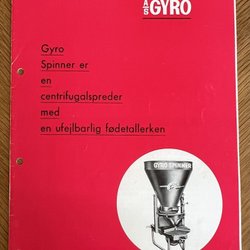 A/S
GYRO
Gyro
Spinner er
en
centrifugalspreder
med
en ufejlbarlig fødetallerken
GYRO SPINNER